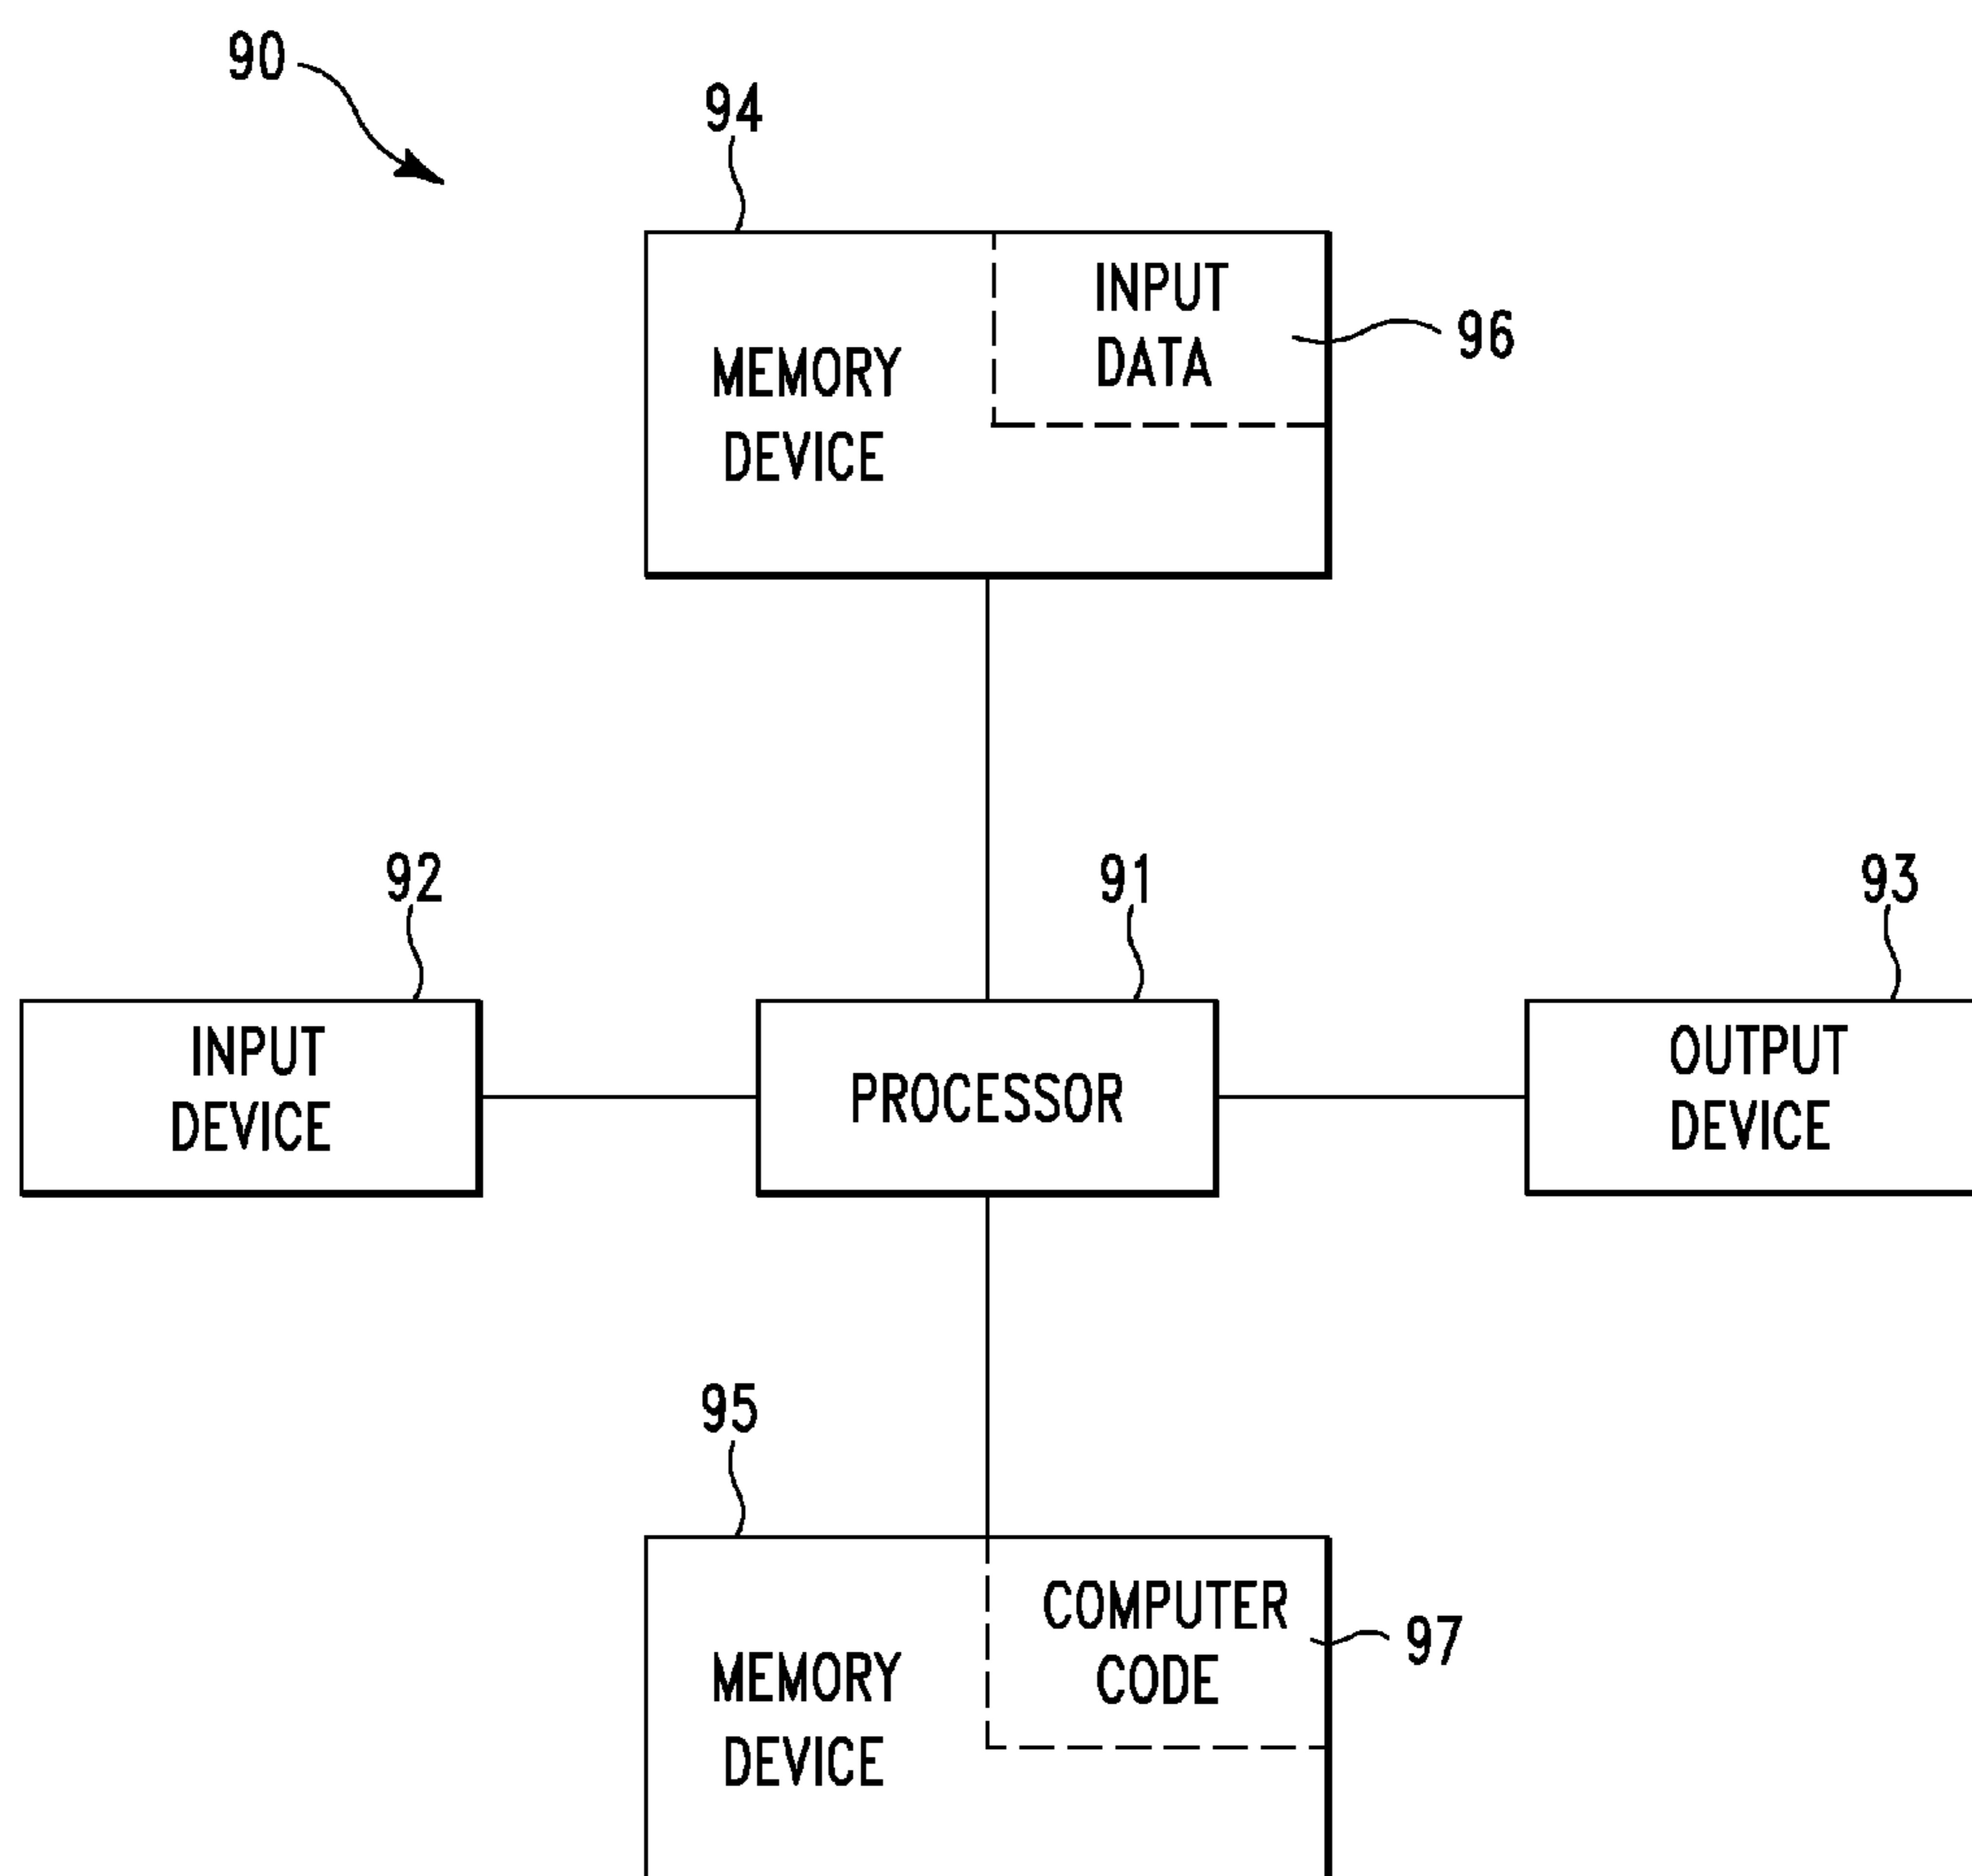 90
94
INPUT
DATA
96
MEMORY
DEVICE
92
91
93
INPUT
DEVICE
PROCESSOR
OUTPUT
DEVICE
95
COMPUTER
CODE
97
MEMORY
DEVICE